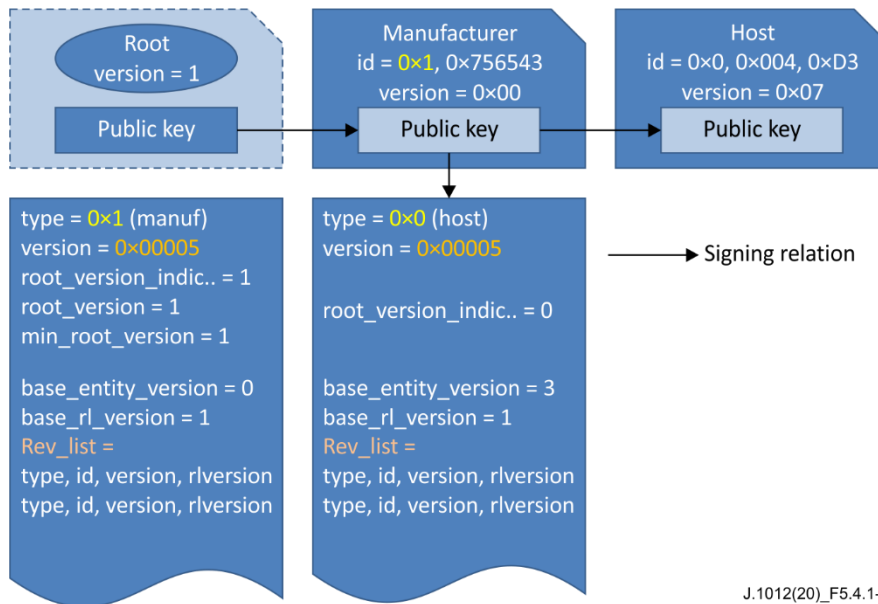 Root
version = 1
Public key
Manufacturer
id = 0×1, 0×756543
version = 0×00
Public key
Host
id = 0×0, 0×004, 0×D3
version = 0×07
Public key
type = 0×1 (manuf)
version = 0×00005
root_version_indic.. = 1
root_version = 1
min_root_version = 1
base_entity_version = 0
base_rl_version = 1
Rev_list =
type, id, version, rlversion
type, id, version, rlversion
type = 0×0 (host)
version = 0×00005
root_version_indic.. = 0
base_entity_version = 3
base_rl_version = 1
Rev_list =
type, id, version, rlversion
type, id, version, rlversion
Signing relation
J.1012(20)_F5.4.1-